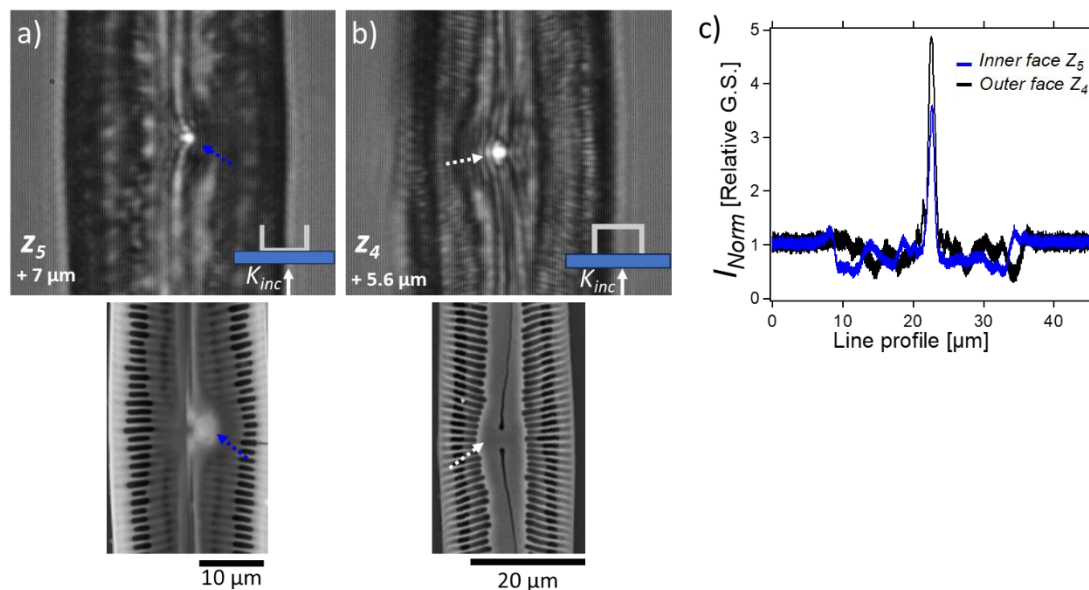 a)
z5
+ 7 μm
Kinc
10 μm
b)
z4
+ 5.6 μm
Kinc
20 μm
c)
INorm [Relative G.S.]
5
4
3
2
1
0
Inner face Z5
Outer face Z4
0 10 20 30 40
Line profile [μm]